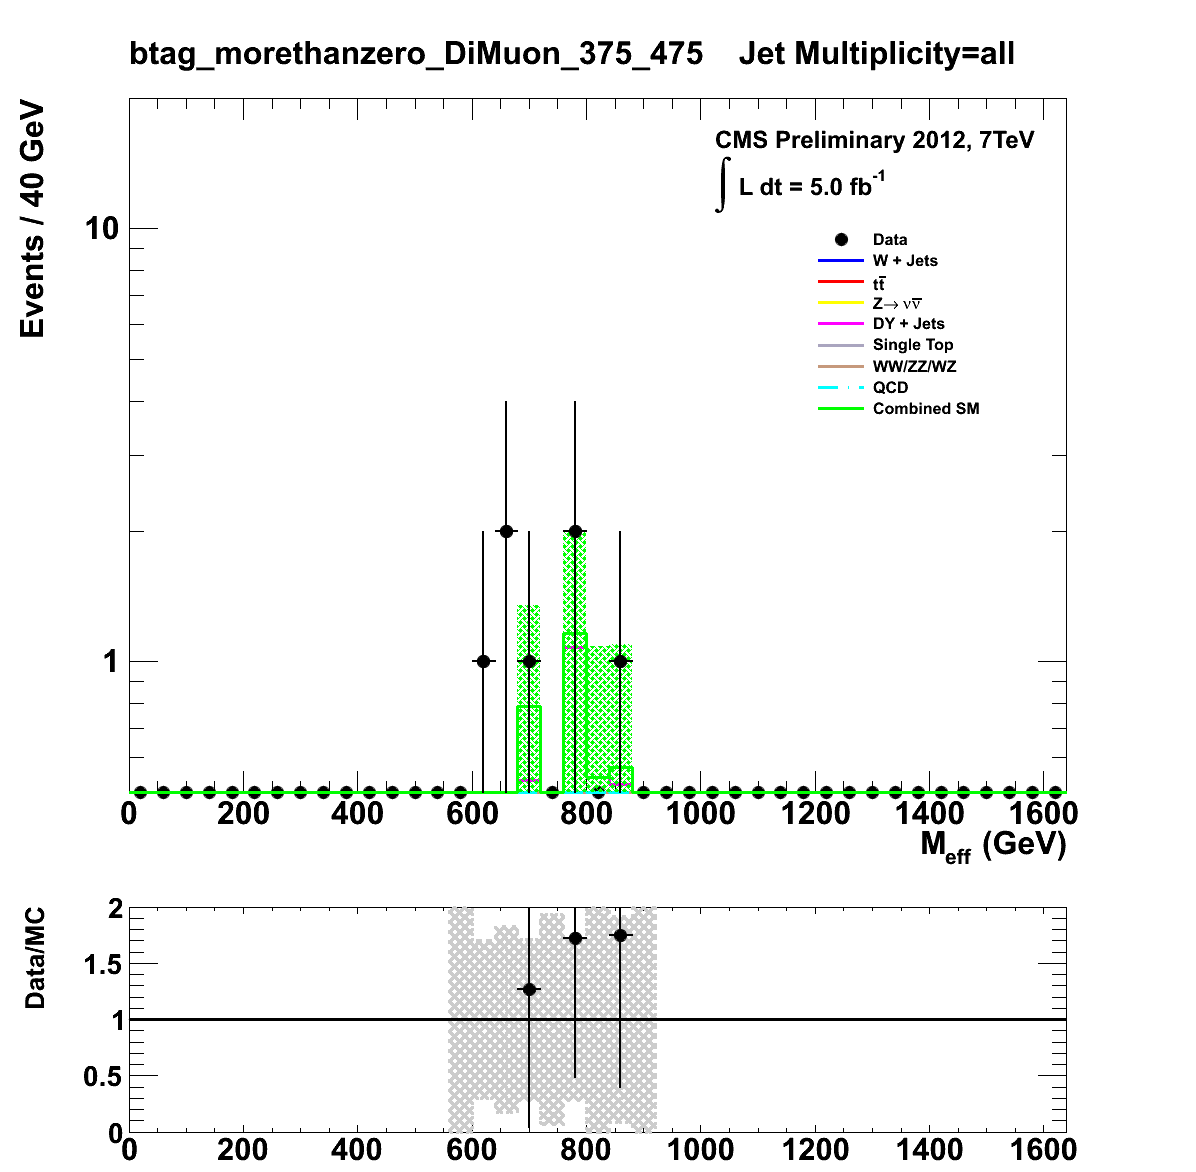 btag_morethanzero_DiMuon_375_475 Jet Multiplicity=all
Events / 40 GeV
CMS Preliminary 2012, 7TeV
∫ L dt = 5.0 fb⁻¹
Data
W + Jets
tt̅
Z→ νν̅
DY + Jets
Single Top
WW/ZZ/WZ
QCD
Combined SM
10
1
0 200 400 600 800 1000 1200 1400 1600
M_eff (GeV)
Data/MC
2
1.5
1
0.5
0
0 200 400 600 800 1000 1200 1400 1600